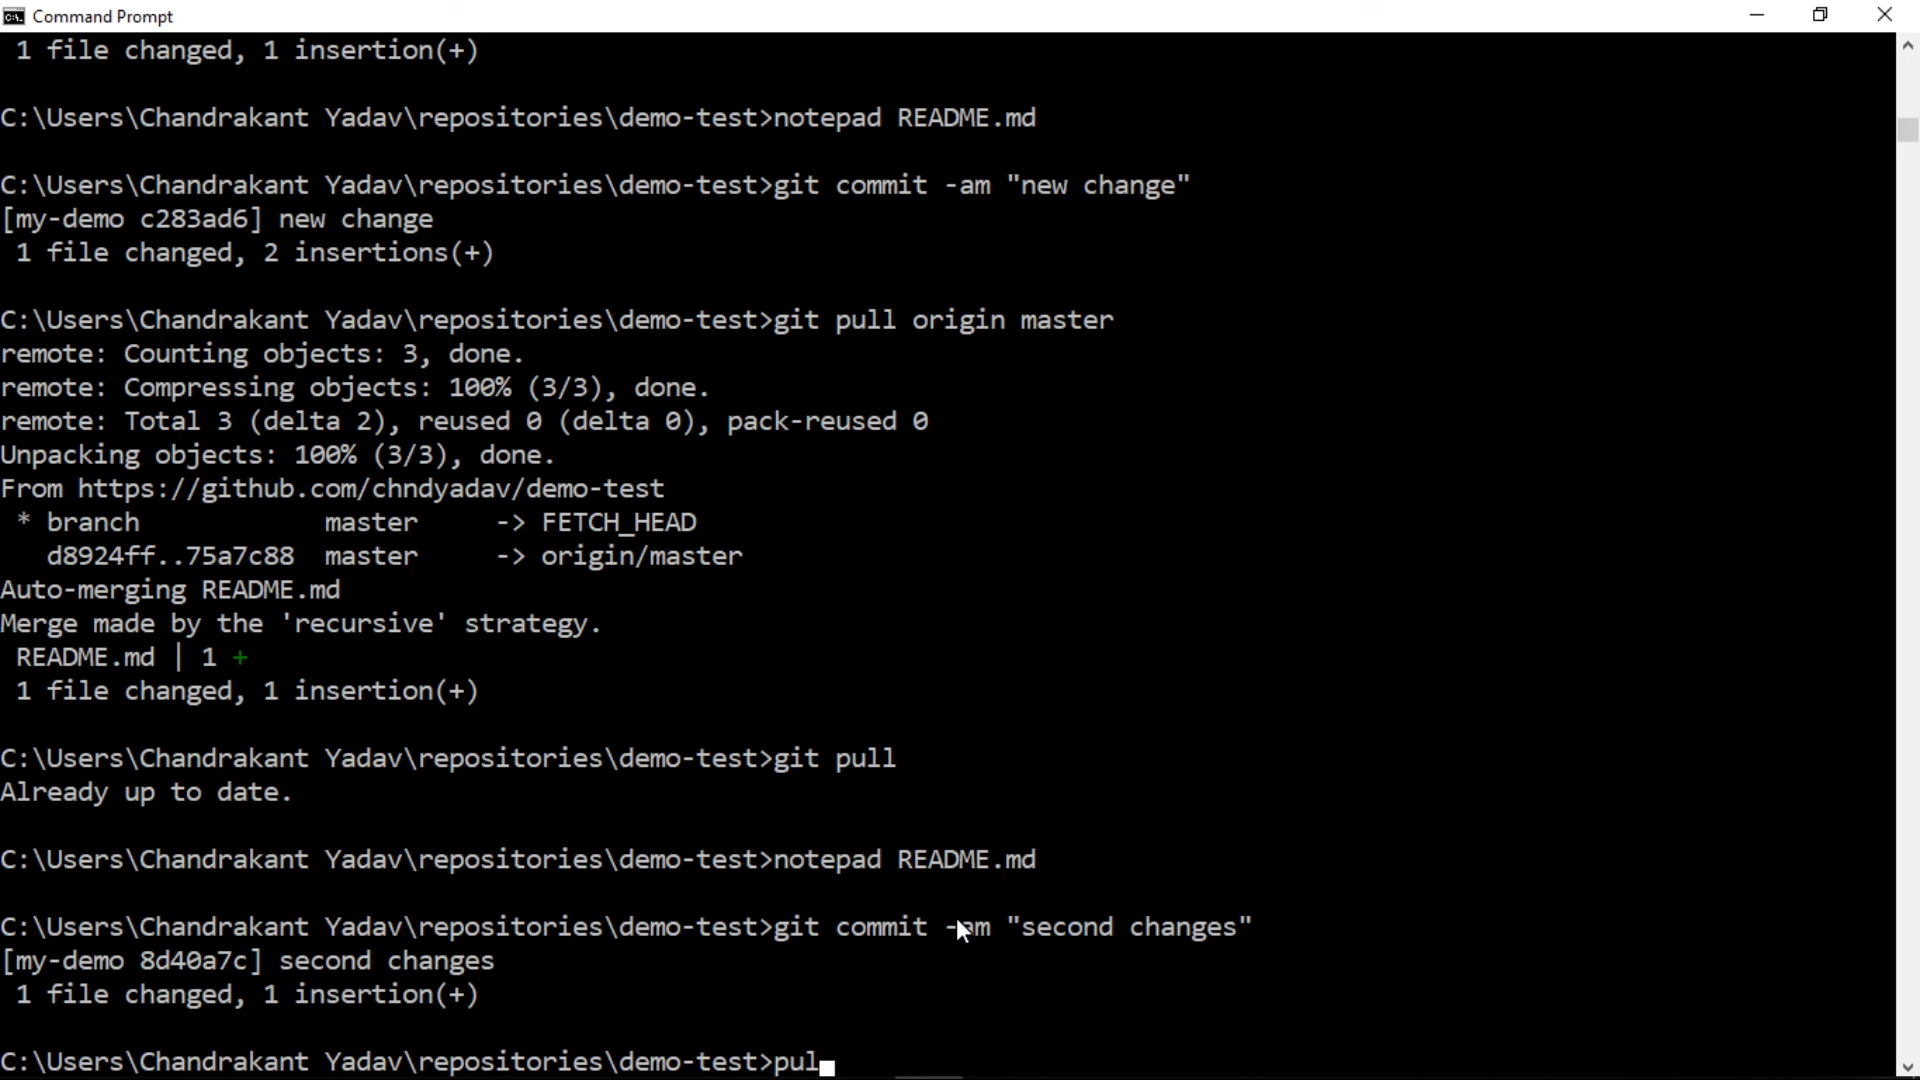 Command Prompt
1 file changed, 1 insertion(+)
C:\Users\Chandrakant Yadav\repositories\demo-test>notepad README.md
C:\Users\Chandrakant Yadav\repositories\demo-test>git commit -am "new change"
[my-demo c283ad6] new change
1 file changed, 2 insertions(+)
C:\Users\Chandrakant Yadav\repositories\demo-test>git pull origin master
remote: Counting objects: 3, done.
remote: Compressing objects: 100% (3/3), done.
remote: Total 3 (delta 2), reused 0 (delta 0), pack-reused 0
Unpacking objects: 100% (3/3), done.
From https://github.com/chndyadav/demo-test
* branch            master     -> FETCH_HEAD
d8924ff..75a7c88  master     -> origin/master
Auto-merging README.md
Merge made by the 'recursive' strategy.
README.md | 1 +
1 file changed, 1 insertion(+)
C:\Users\Chandrakant Yadav\repositories\demo-test>git pull
Already up to date.
C:\Users\Chandrakant Yadav\repositories\demo-test>notepad README.md
C:\Users\Chandrakant Yadav\repositories\demo-test>git commit -am "second changes"
[my-demo 8d40a7c] second changes
1 file changed, 1 insertion(+)
C:\Users\Chandrakant Yadav\repositories\demo-test>pul